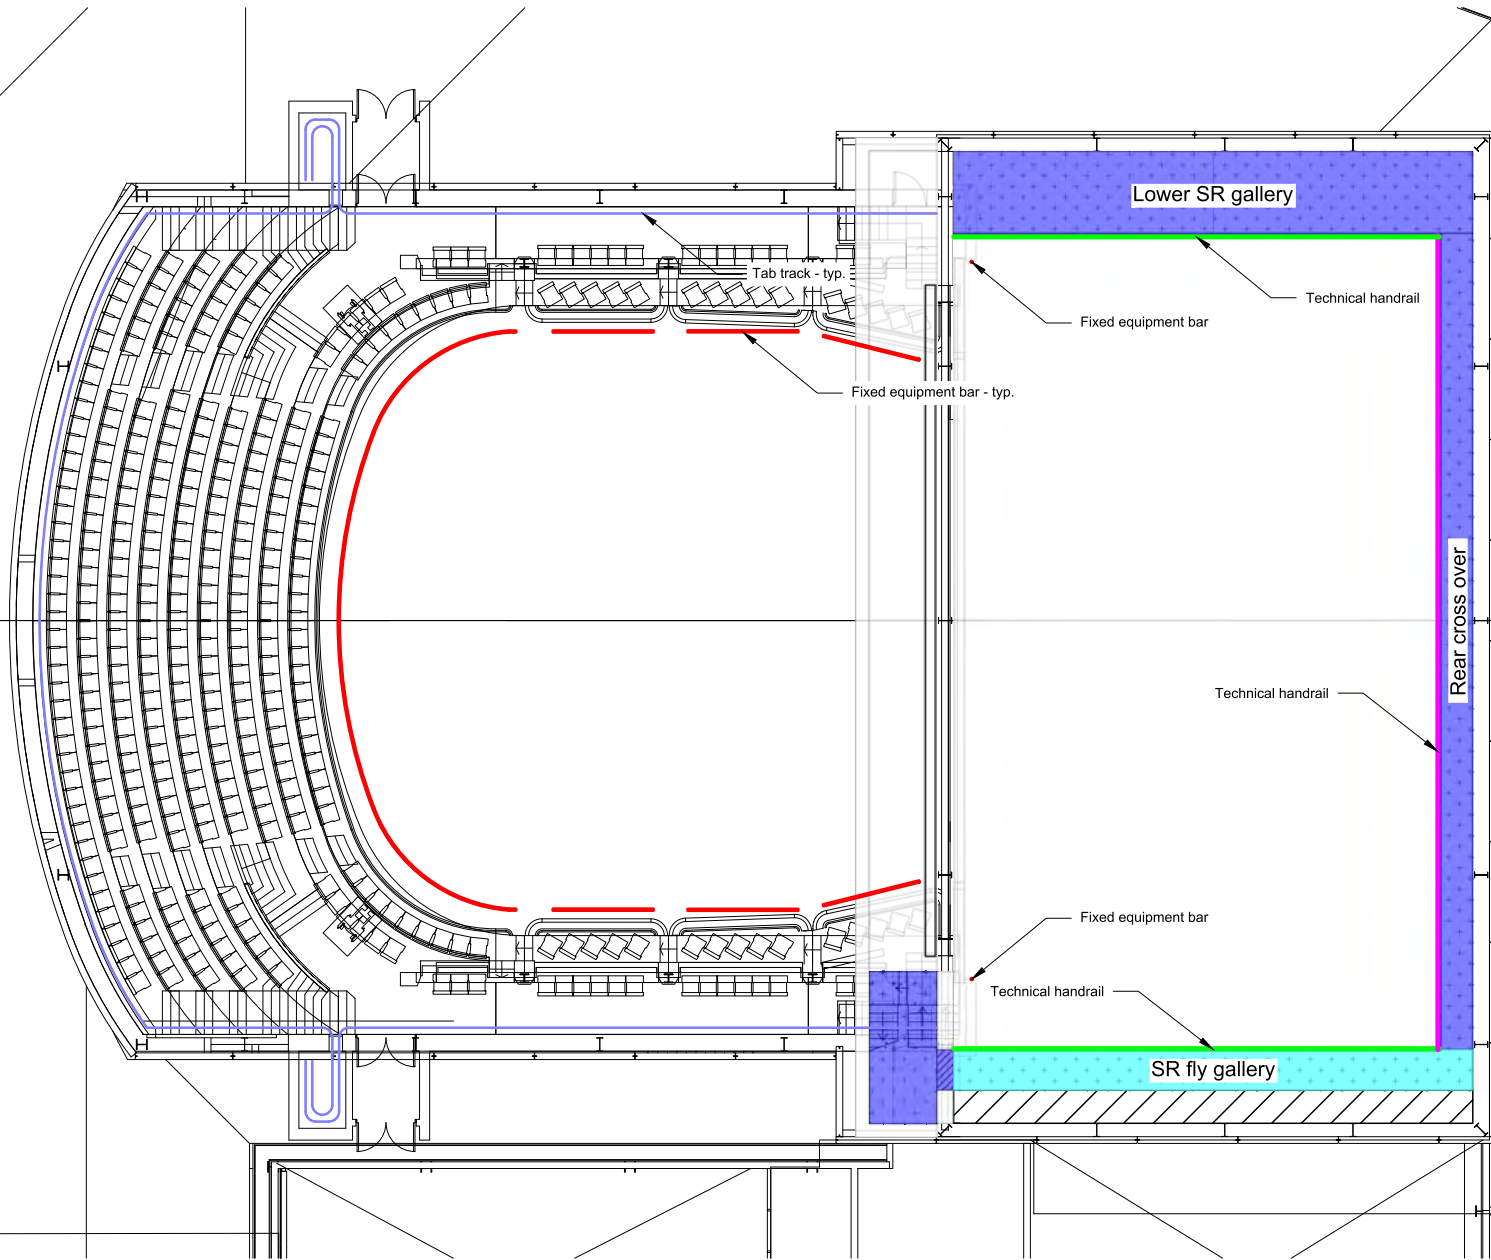 Lower SR gallery
Tab track - typ.
Technical handrail
Fixed equipment bar
Fixed equipment bar - typ.
Rear cross over
Technical handrail
Fixed equipment bar
Technical handrail
SR fly gallery